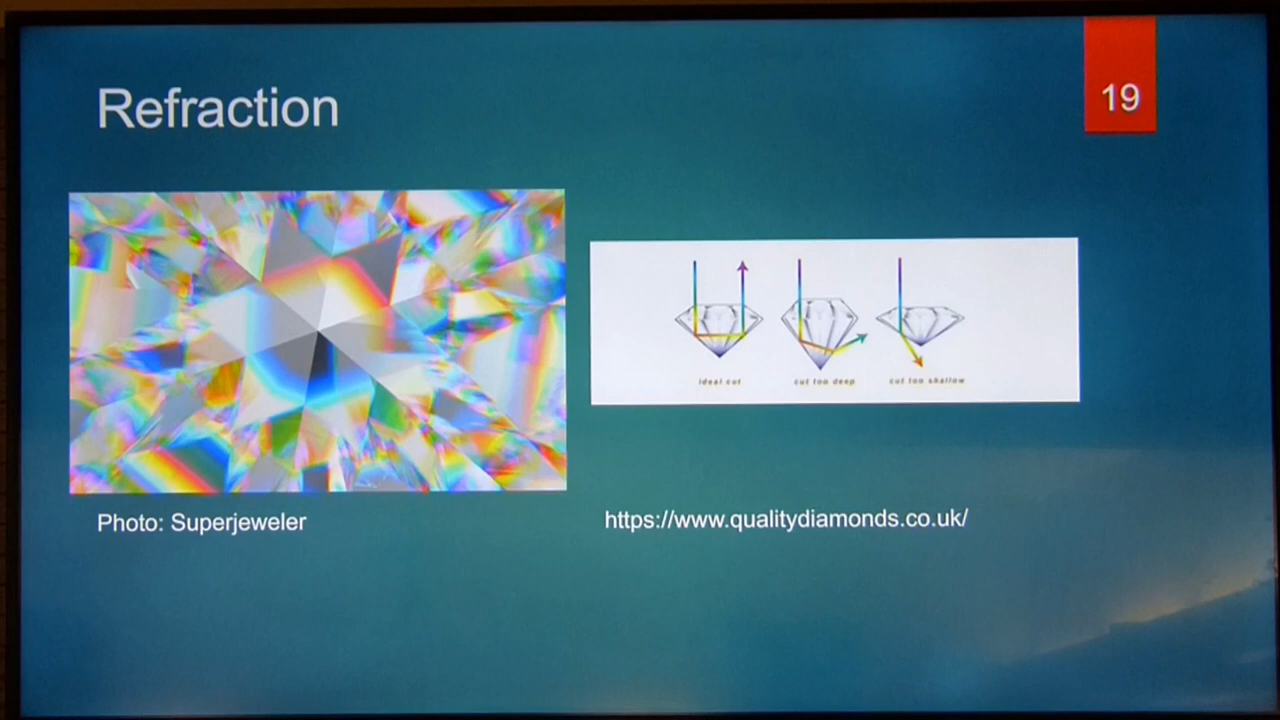 Refraction
19
ideal cut
cut too deep
cut too shallow
Photo: Superjeweler
https://www.qualitydiamonds.co.uk/